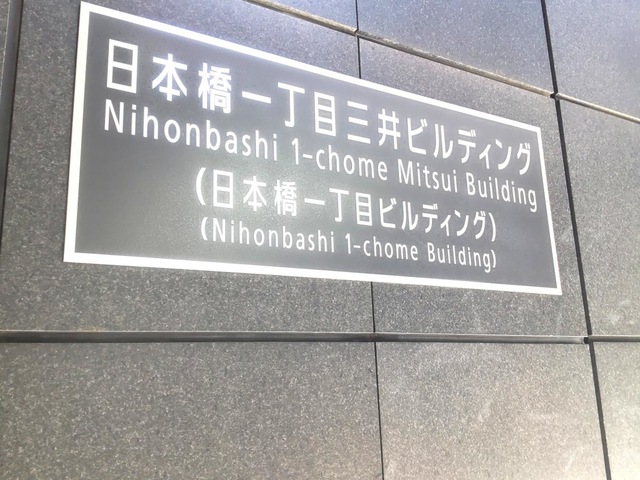 日本橋一丁目三井ビルディング
Nihonbashi 1-chome Mitsui Building
(日本橋一丁目ビルディング)
(Nihonbashi 1-chome Building)